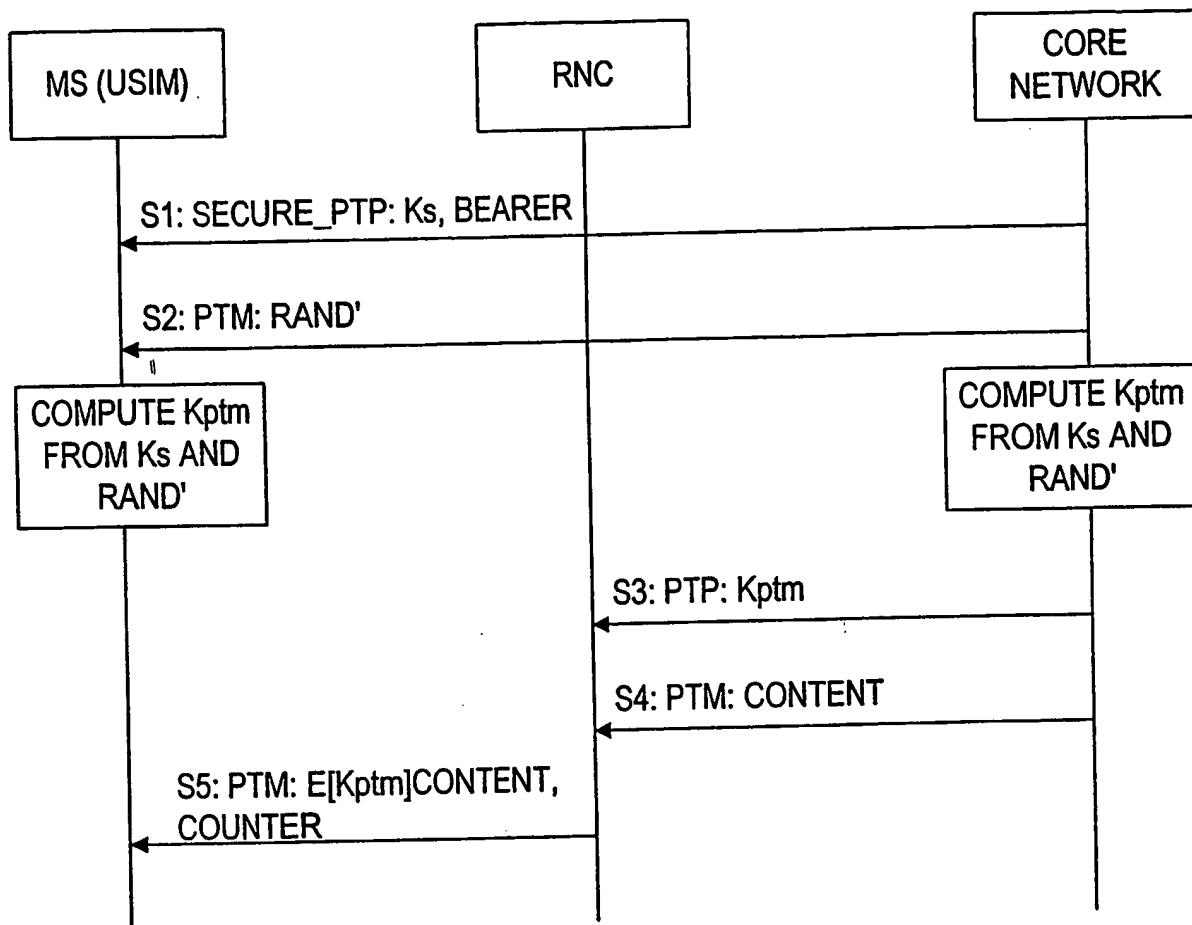 MS (USIM)
RNC
CORE
NETWORK
S1: SECURE_PTP: Ks, BEARER
S2: PTM: RAND'
COMPUTE Kptm
FROM Ks AND
RAND'
COMPUTE Kptm
FROM Ks AND
RAND'
S3: PTP: Kptm
S4: PTM: CONTENT
S5: PTM: E[Kptm]CONTENT,
COUNTER